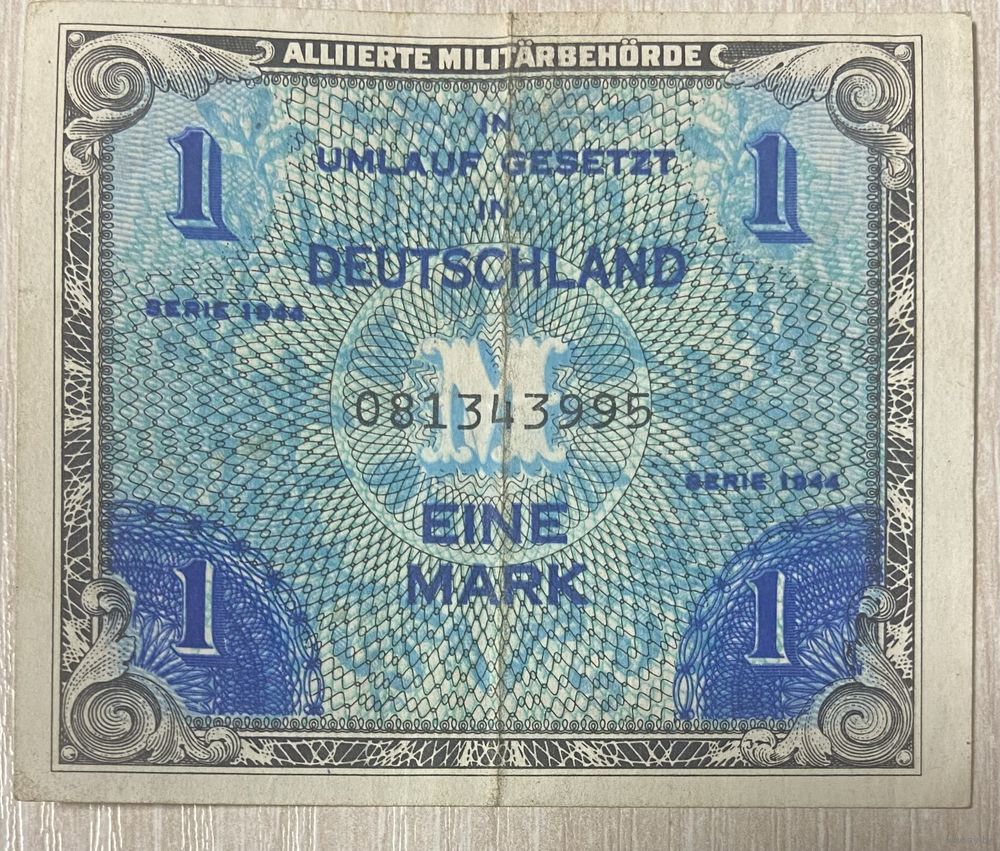 ALLIIERTE MILITÄRBEHÖRDE
IN
UMLAUF GESETZT
1 1
IN
DEUTSCHLAND
SERIE 1944
M
081343995
SERIE 1944
EINE
MARK
1 1